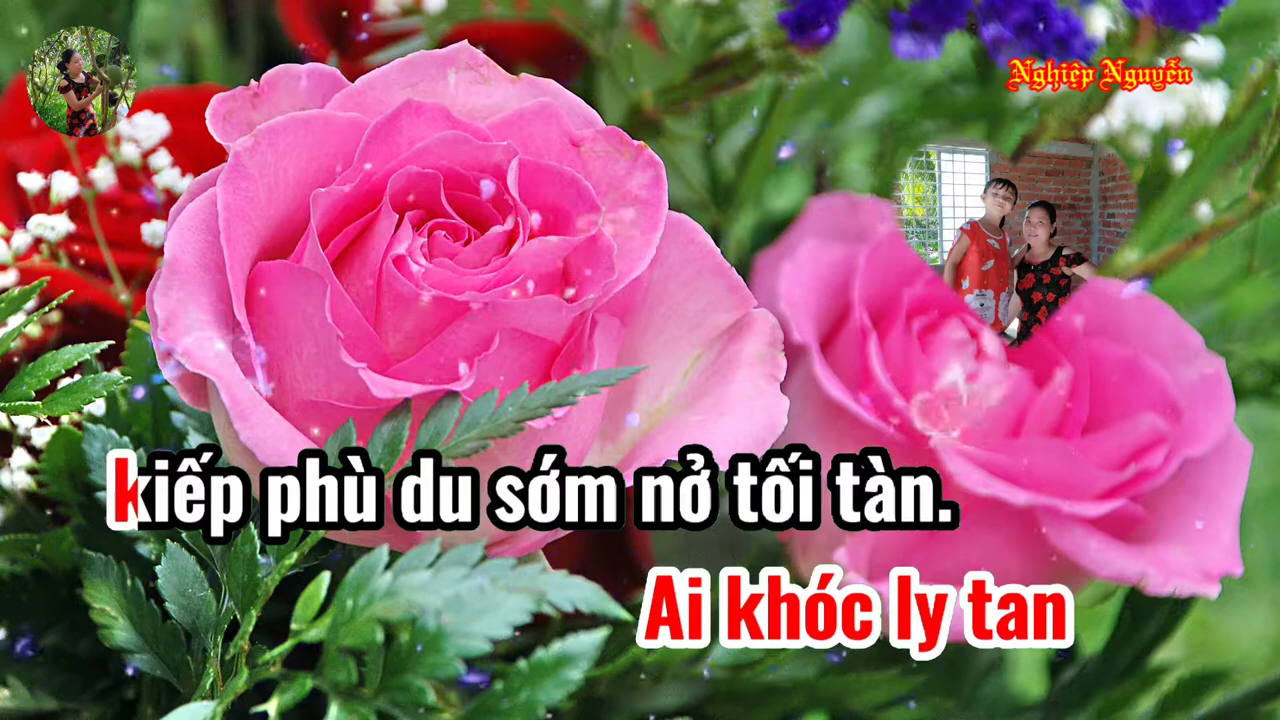 Nghiệp Nguyễn
kiếp phù du sớm nở tối tàn.
Ai khóc ly tan